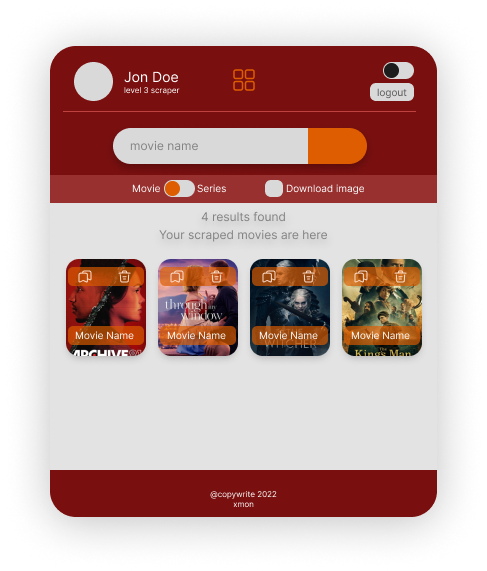 Jon Doe
level 3 scraper
logout
movie name
Movie
Series
Download image
4 results found
Your scraped movies are here
through my
window
Movie Name
Movie Name
Movie Name
Movie Name
ARCHIVE
WITCHER
The
King's Man
@copywrite 2022
xmon